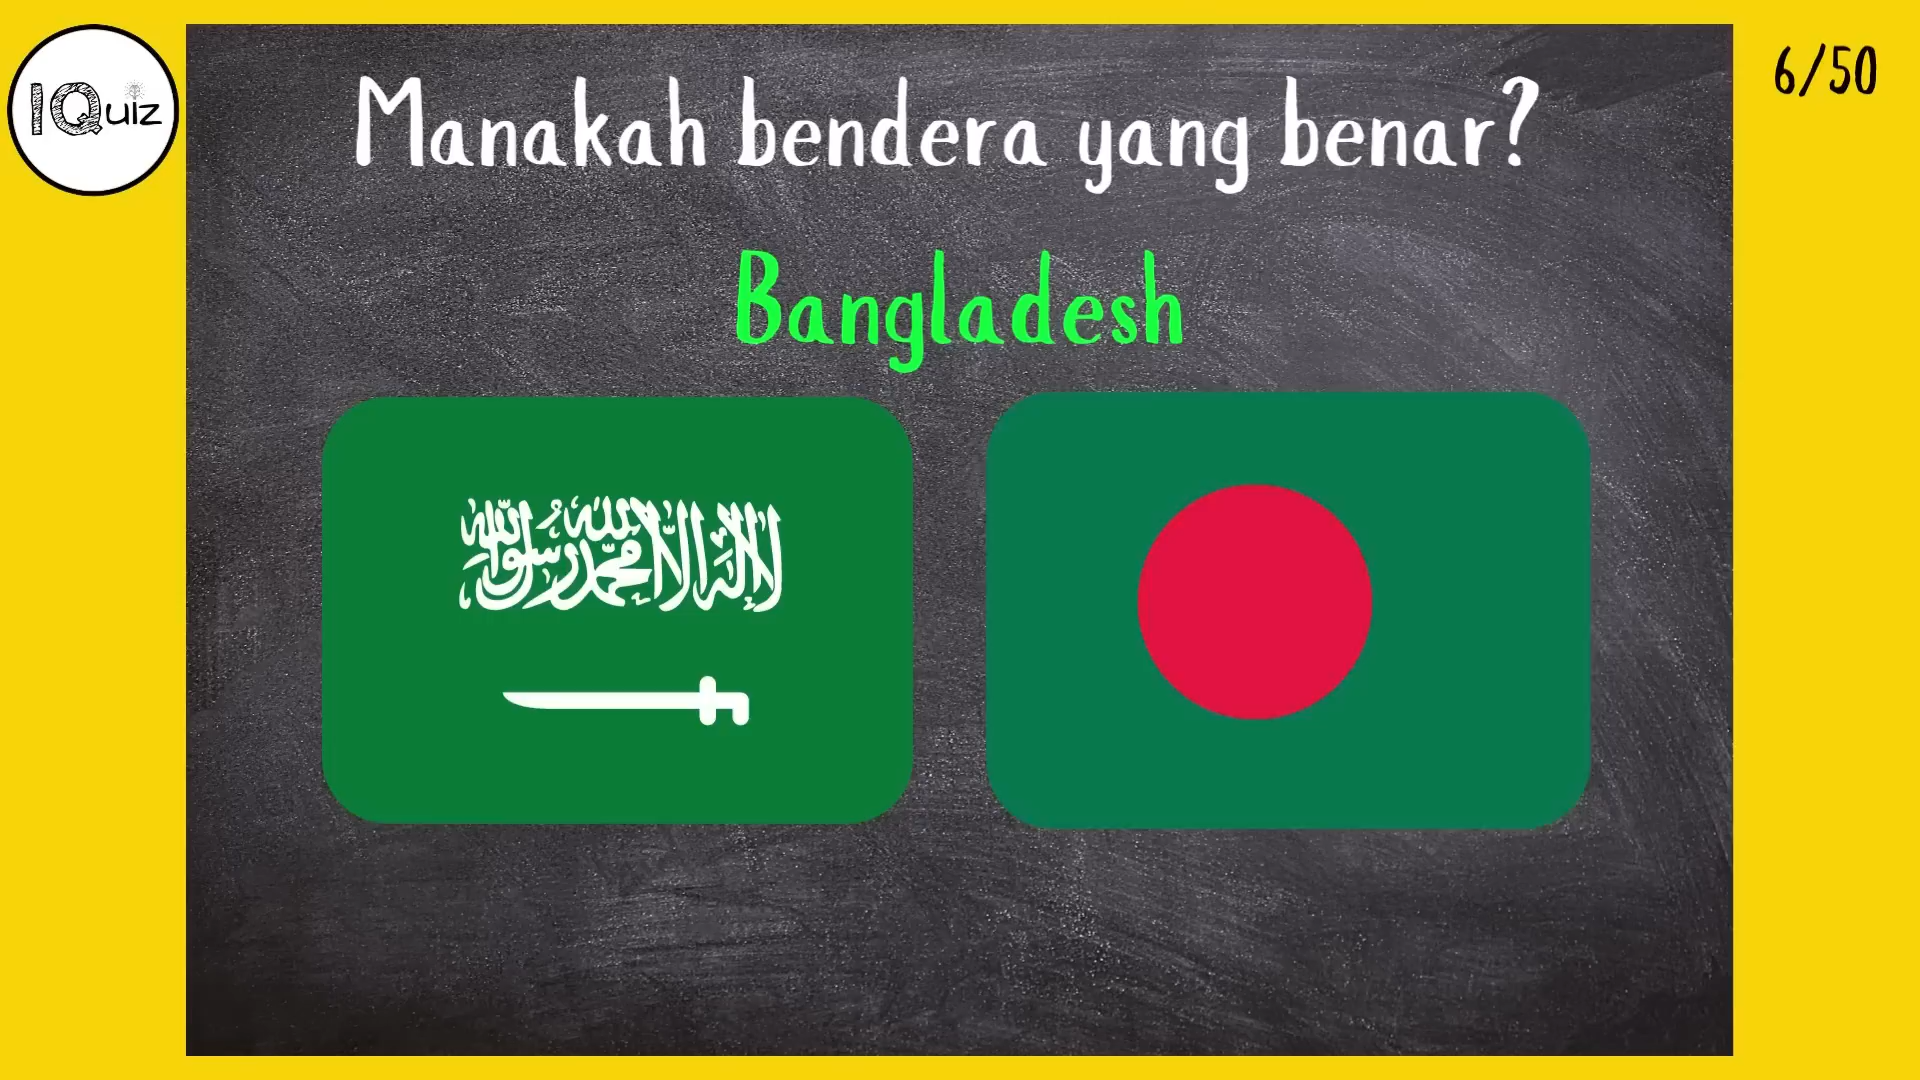 IQuiz
6/50
Manakah bendera yang benar?
Bangladesh
لا إله إلا الله محمد رسول الله